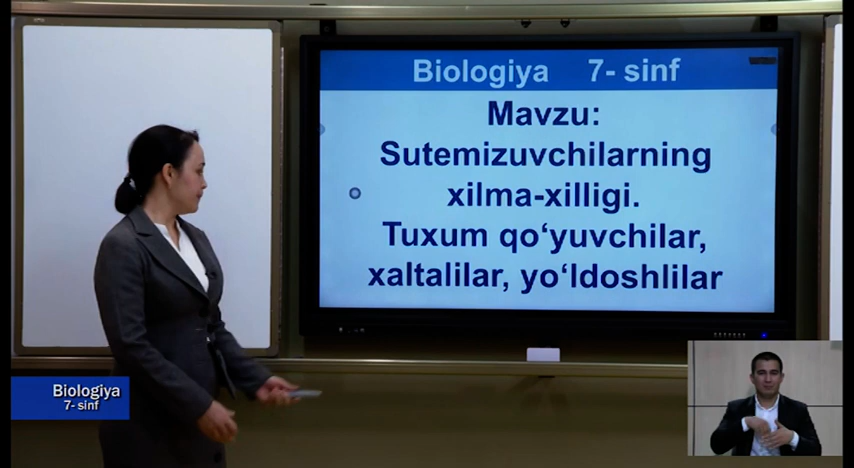 Biologiya 7- sinf
Mavzu:
Sutemizuvchilarning
xilma-xilligi.
Tuxum qo‘yuvchilar,
xaltalilar, yo‘ldoshlilar
Biologiya
7- sinf